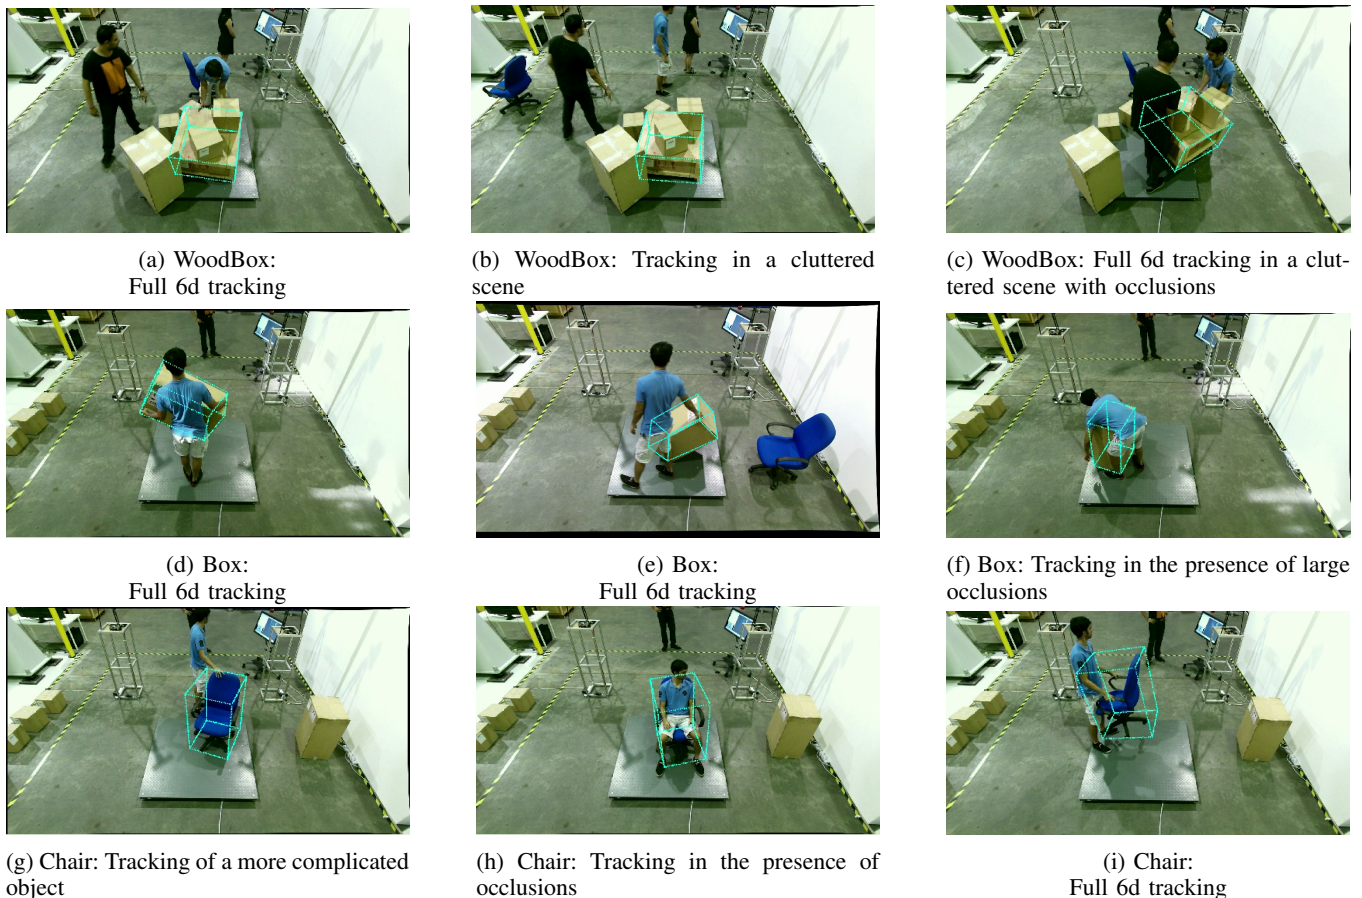 (a) WoodBox:
Full 6d tracking
(b) WoodBox: Tracking in a cluttered
scene
(c) WoodBox: Full 6d tracking in a clut-
tered scene with occlusions
(d) Box:
Full 6d tracking
(e) Box:
Full 6d tracking
(f) Box: Tracking in the presence of large
occlusions
(g) Chair: Tracking of a more complicated
object
(h) Chair: Tracking in the presence of
occlusions
(i) Chair:
Full 6d tracking